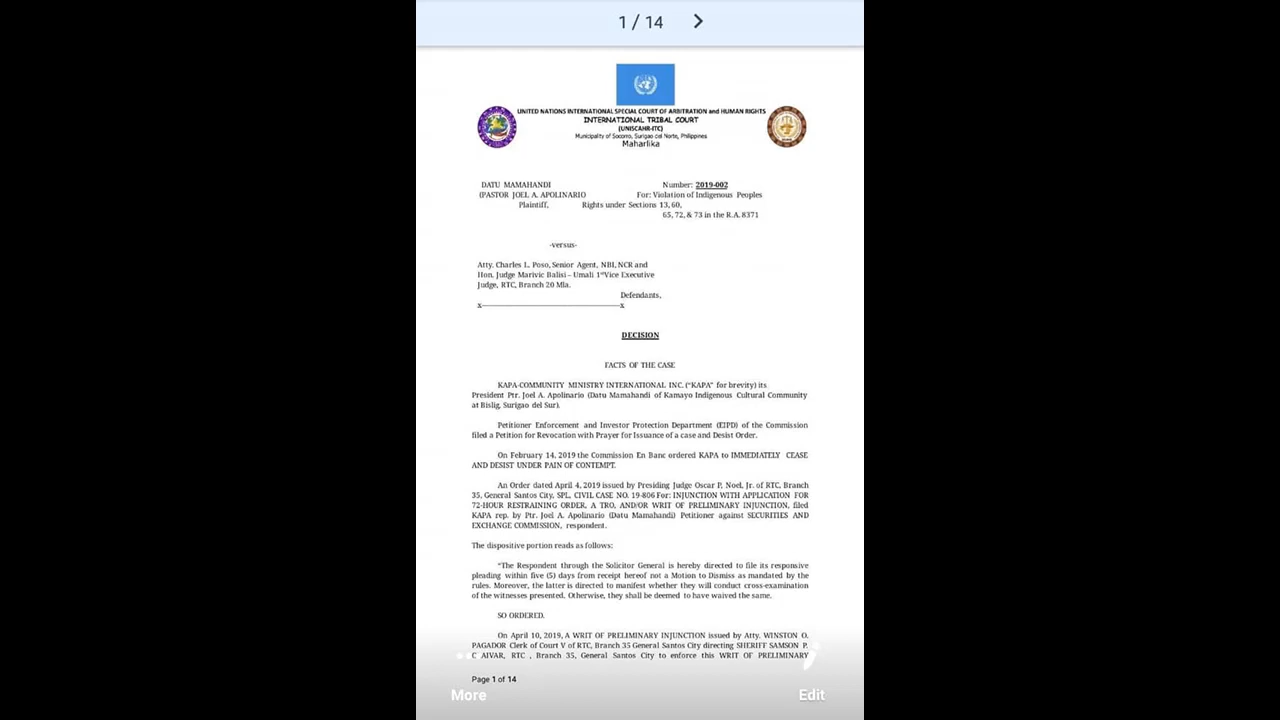 1 / 14
UNITED NATIONS INTERNATIONAL SPECIAL COURT OF ARBITRATION and HUMAN RIGHTS
INTERNATIONAL TRIBAL COURT
(UNISCAHR-ITC)
Municipality of Socorro, Surigao del Norte, Philippines
Maharlika
DATU MAMAHANDI Number: 2019-002
(PASTOR JOEL A. APOLINARIO For: Violation of Indigenous Peoples
Plaintiff, Rights under Sections 13, 60,
65, 72, & 73 in the R.A. 8371
-versus-
Atty. Charles L. Poso, Senior Agent, NBI, NCR and
Hon. Judge Marivic Balisi – Umali 1stVice Executive
Judge, RTC, Branch 20 Mla.
Defendants,
x-----------------------------------------------------x
DECISION
FACTS OF THE CASE
KAPA-COMMUNITY MINISTRY INTERNATIONAL INC. ("KAPA" for brevity) its
President Ptr. Joel A. Apolinario (Datu Mamahandi of Kamayo Indigenous Cultural Community
at Bislig, Surigao del Sur).
Petitioner Enforcement and Investor Protection Department (EIPD) of the Commission
filed a Petition for Revocation with Prayer for Issuance of a case and Desist Order.
On February 14, 2019 the Commission En Banc ordered KAPA to IMMEDIATELY CEASE
AND DESIST UNDER PAIN OF CONTEMPT.
An Order dated April 4, 2019 issued by Presiding Judge Oscar P. Noel, Jr. of RTC, Branch
35, General Santos City, SPL, CIVIL CASE NO. 19-806 For: INJUNCTION WITH APPLICATION FOR
72-HOUR RESTRAINING ORDER, A TRO, AND/OR WRIT OF PRELIMINARY INJUNCTION, filed
KAPA rep. by Ptr. Joel A. Apolinario (Datu Mamahandi) Petitioner against SECURITIES AND
EXCHANGE COMMISSION, respondent.
The dispositive portion reads as follows:
"The Respondent through the Solicitor General is hereby directed to file its responsive
pleading within five (5) days from receipt hereof not a Motion to Dismiss as mandated by the
rules. Moreover, the latter is directed to manifest whether they will conduct cross-examination
of the witnesses presented. Otherwise, they shall be deemed to have waived the same.
SO ORDERED.
On April 10, 2019, A WRIT OF PRELIMINARY INJUNCTION issued by Atty. WINSTON O.
PAGADOR Clerk of Court V of RTC, Branch 35 General Santos City directing SHERIFF SAMSON P.
AIVAR, RTC , Branch 35, General Santos City to enforce this WRIT OF PRELIMINARY
Page 1 of 14
More Edit